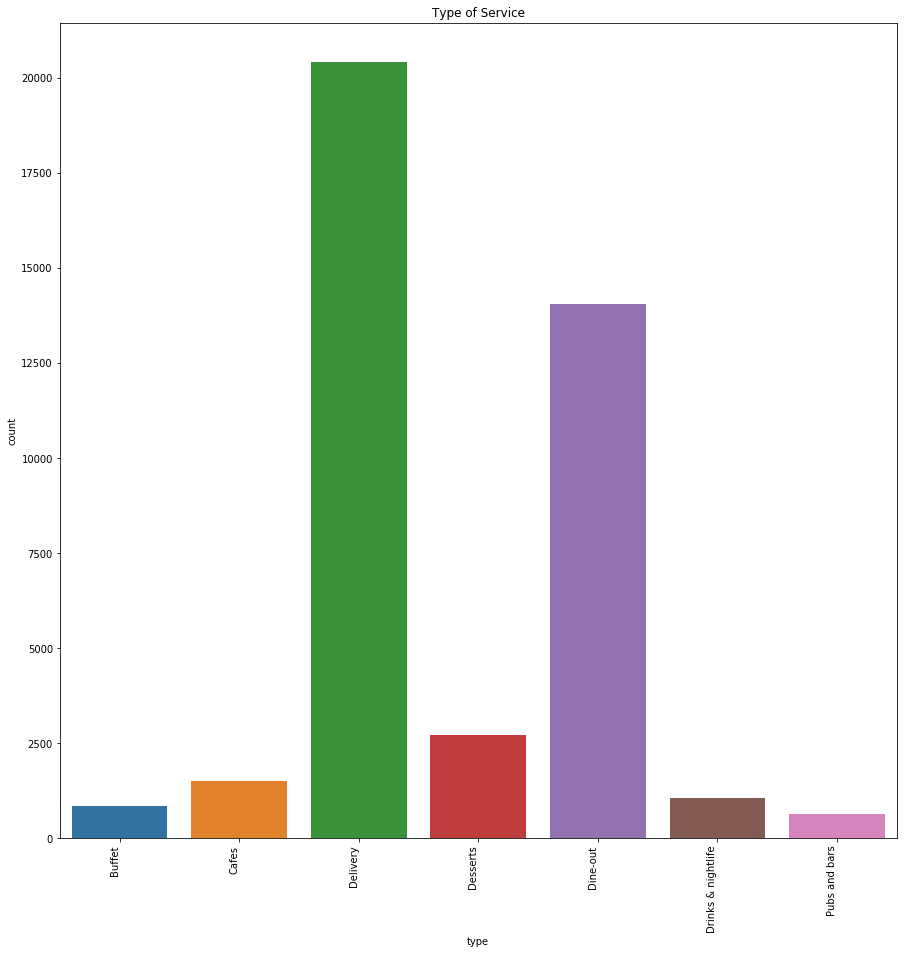 Type of Service
20000
17500
15000
12500
10000
7500
5000
2500
0
count
Buffet
Cafes
Delivery
Desserts
Dine-out
Drinks & nightlife
Pubs and bars
type